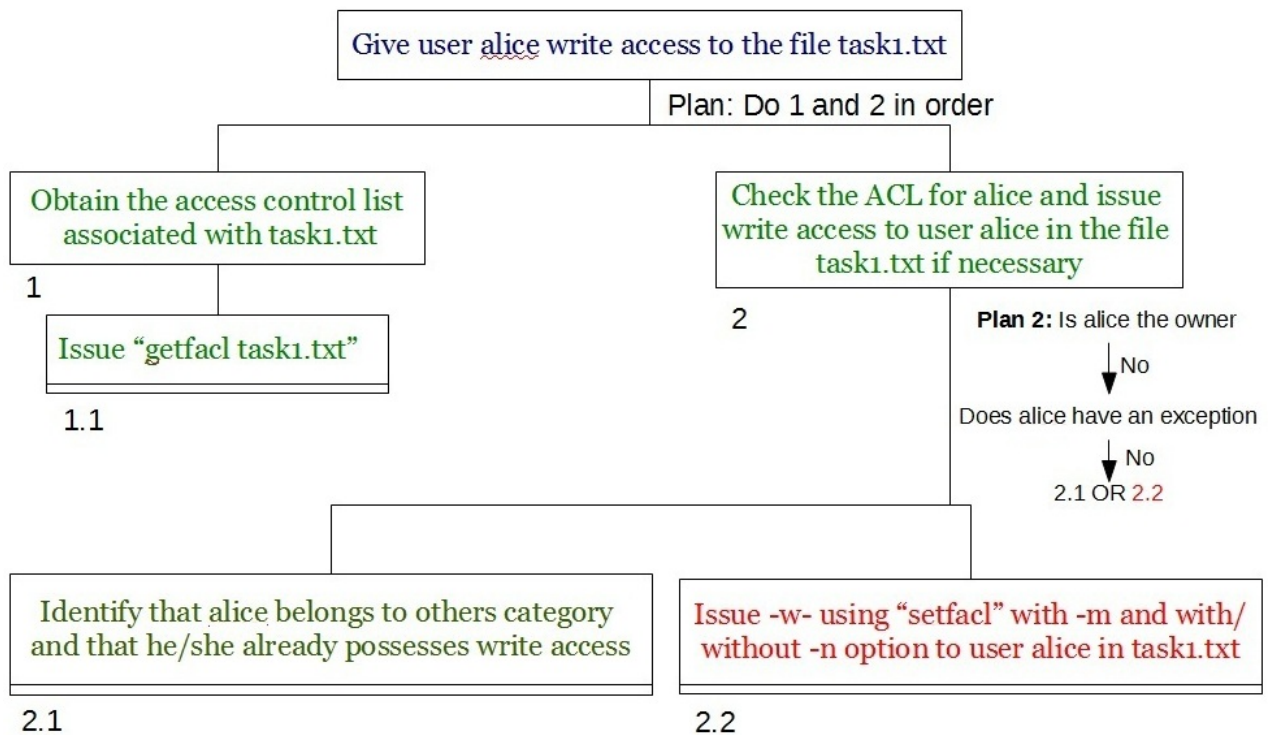 Give user alice write access to the file task1.txt
Plan: Do 1 and 2 in order
Obtain the access control list
associated with task1.txt
1
Issue “getfacl task1.txt”
1.1
Check the ACL for alice and issue
write access to user alice in the file
task1.txt if necessary
2
Plan 2: Is alice the owner
No
Does alice have an exception
No
2.1 OR 2.2
Identify that alice belongs to others category
and that he/she already possesses write access
2.1
Issue -w- using “setfacl” with -m and with/
without -n option to user alice in task1.txt
2.2